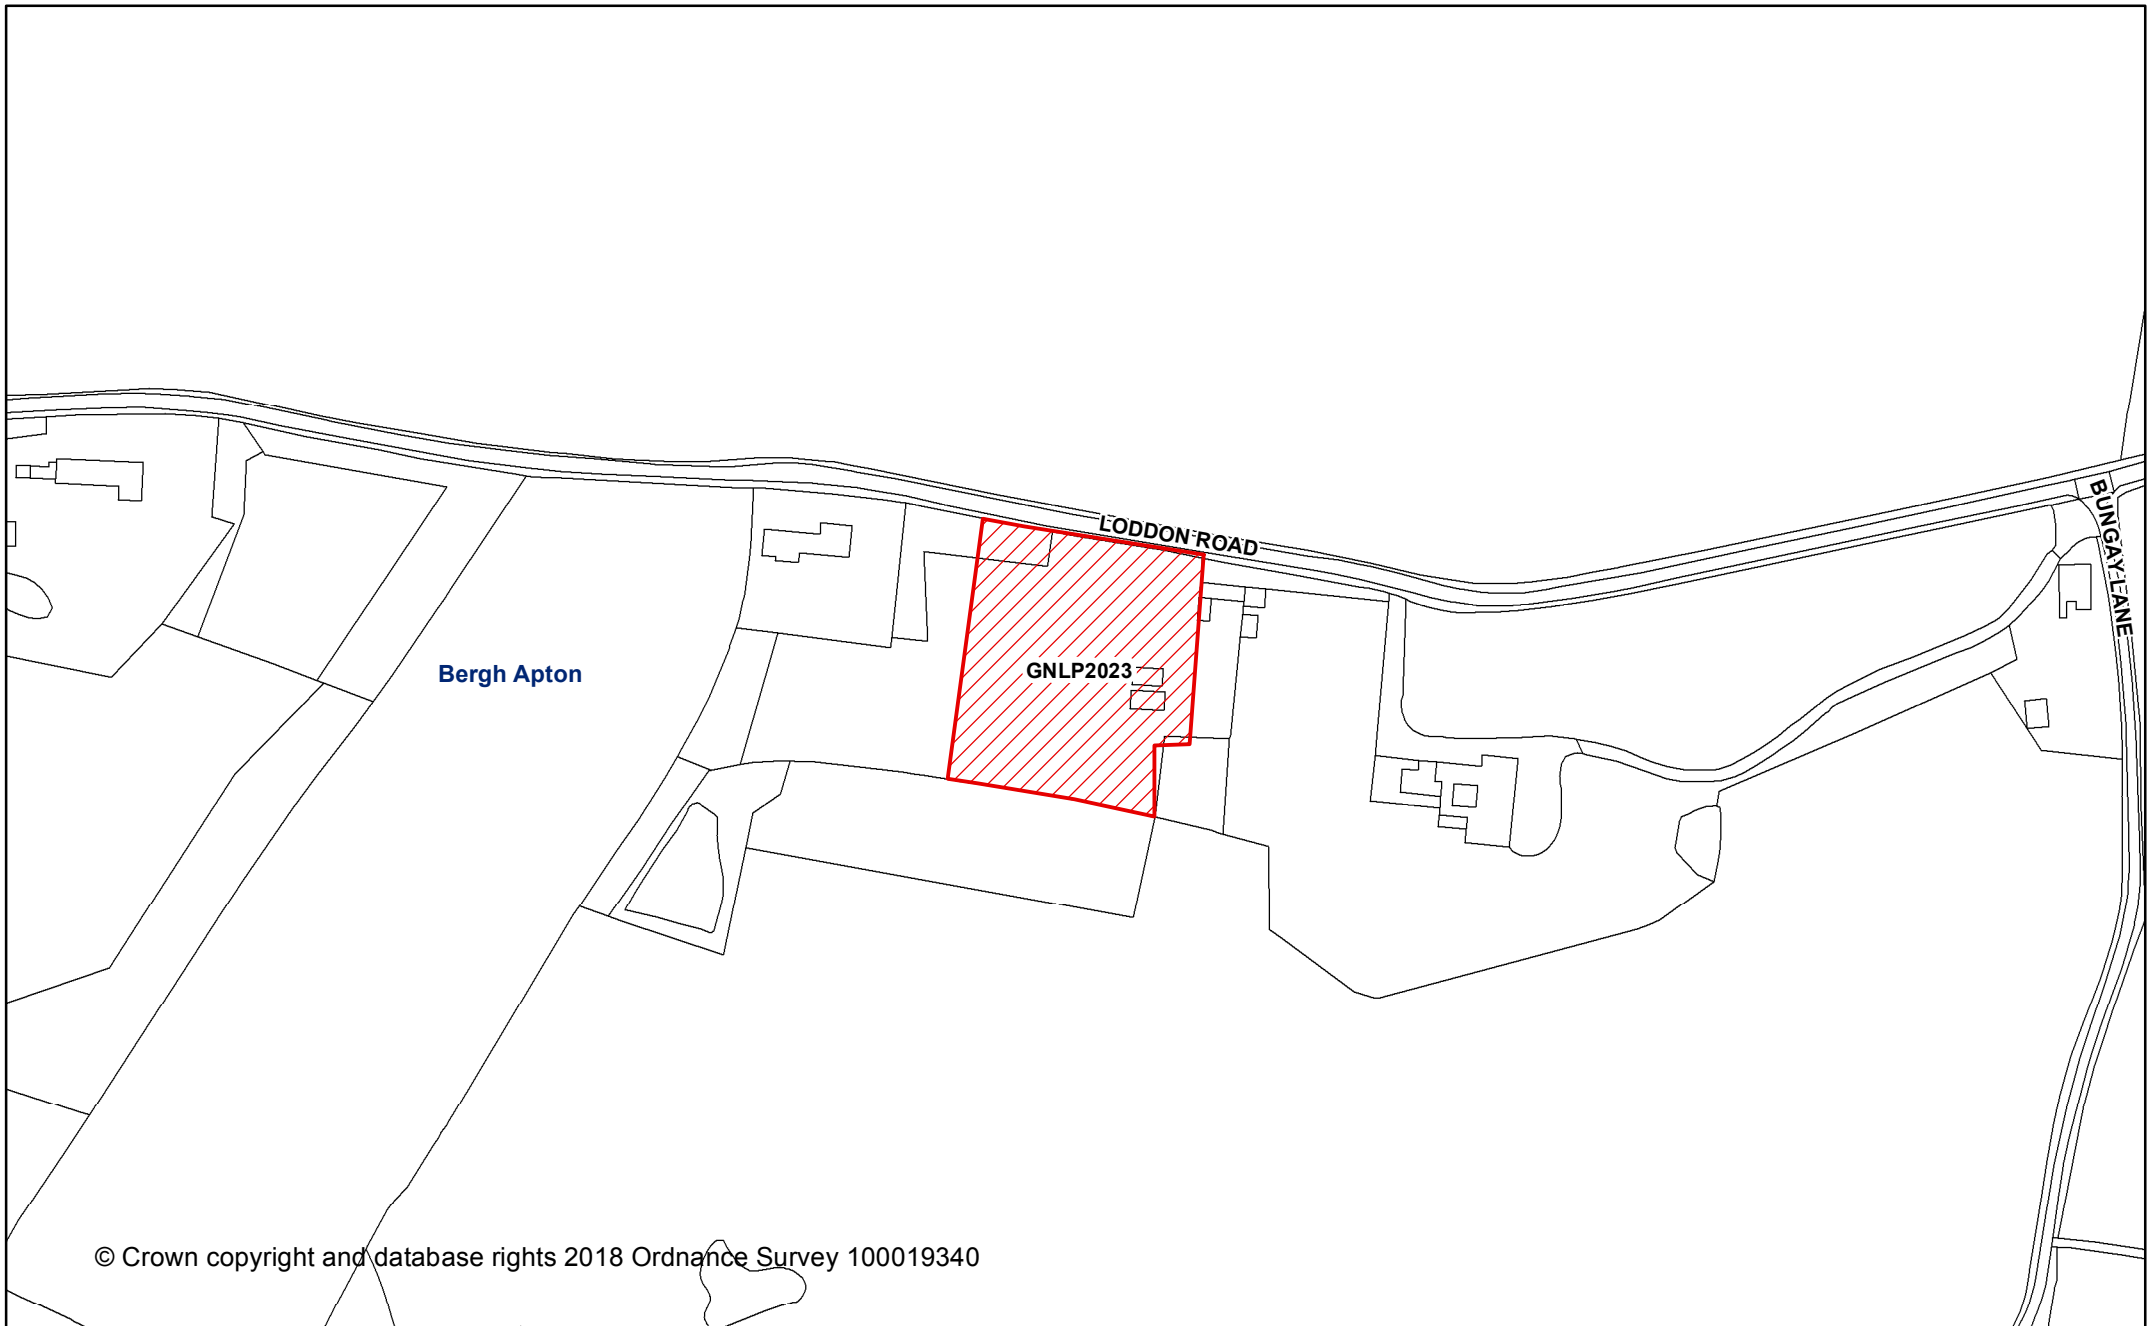 LODDON ROAD
BUNGAY LANE
Bergh Apton
GNLP2023
© Crown copyright and database rights 2018 Ordnance Survey 100019340